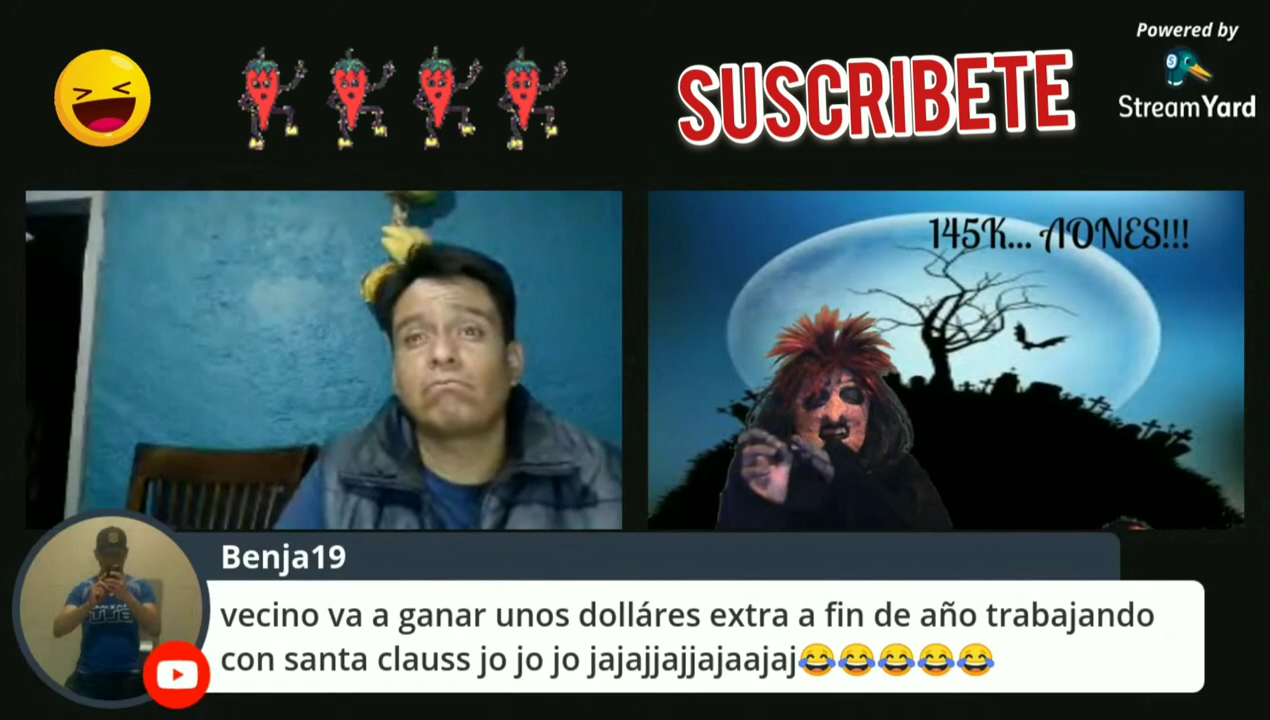 Powered by
StreamYard
SUSCRIBETE
145K... AONES!!!
Benja19
vecino va a ganar unos dolláres extra a fin de año trabajando
con santa clauss jo jo jo jajajjajjajaajaj😂😂😂😂😂